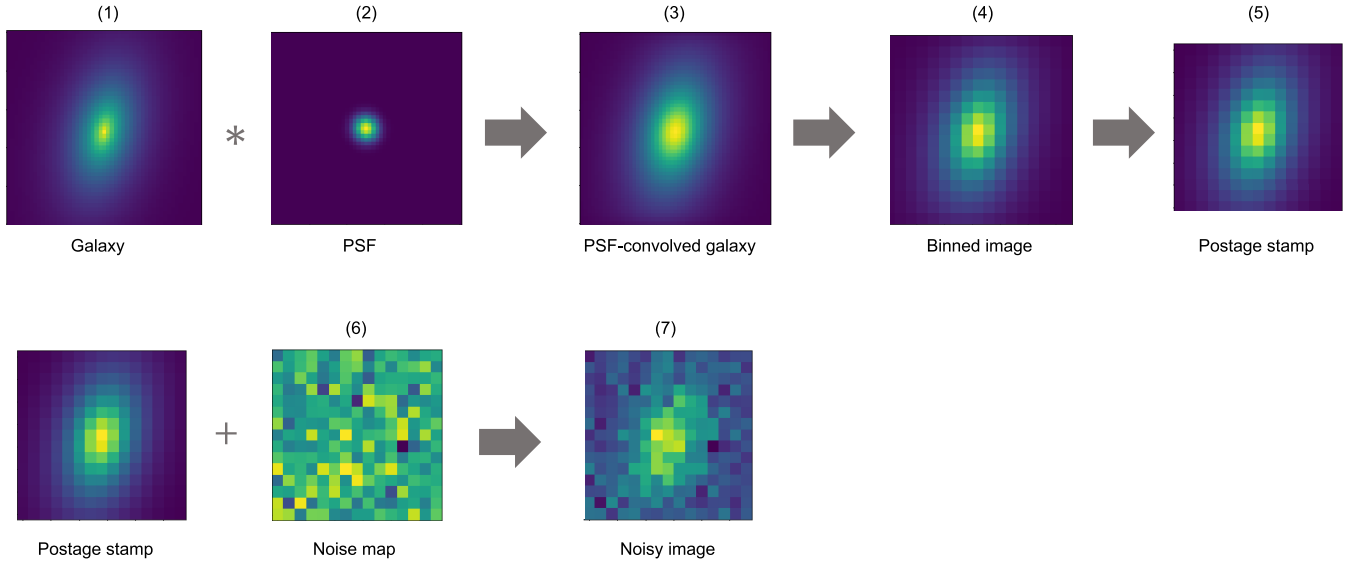 (1) (2) (3) (4) (5)
*
Galaxy PSF PSF-convolved galaxy Binned image Postage stamp
(6) (7)
+
Postage stamp Noise map Noisy image